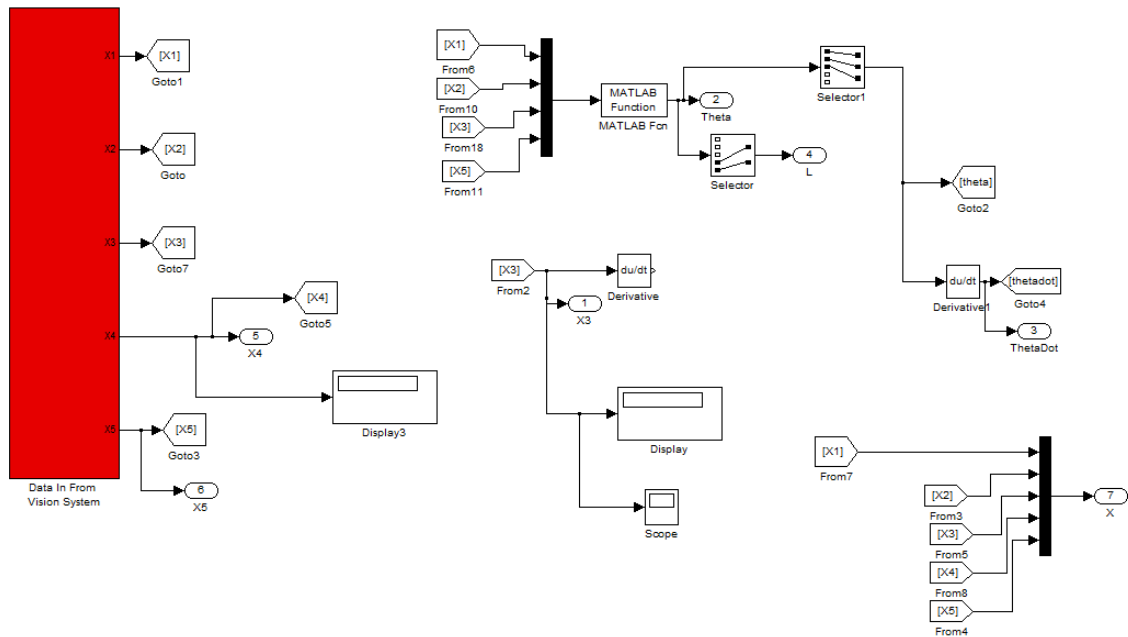 X1
[X1]
Goto1
X2
[X2]
Goto
X3
[X3]
Goto7
X4
[X4]
Goto5
5
X4
Display3
X5
[X5]
Goto3
6
X5
Data In From
Vision System
[X1]
From6
[X2]
From10
[X3]
From18
[X5]
From11
MATLAB
Function
MATLAB Fcn
2
Theta
Selector1
Selector
4
L
[theta]
Goto2
du/dt
Derivative1
[thetadot]
Goto4
3
ThetaDot
[X3]
From2
du/dt
Derivative
1
X3
Display
Scope
[X1]
From7
[X2]
From3
[X3]
From5
[X4]
From8
[X5]
From4
7
X